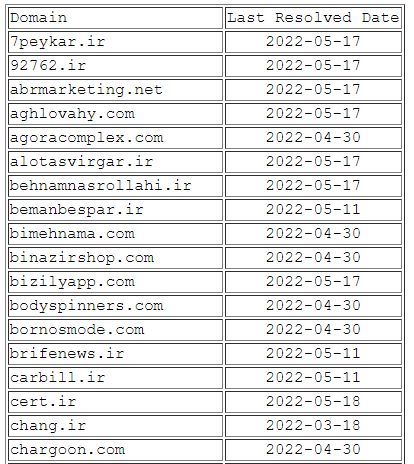 Domain Last Resolved Date
7peykar.ir 2022-05-17
92762.ir 2022-05-17
abrmarketing.net 2022-05-17
aghlovahy.com 2022-05-17
agoracomplex.com 2022-04-30
alotasvirgar.ir 2022-05-17
behnamnasrollahi.ir 2022-05-17
bemanbespar.ir 2022-05-11
bimehnama.com 2022-04-30
binazirshop.com 2022-04-30
bizilyapp.com 2022-05-17
bodyspinners.com 2022-04-30
bornosmode.com 2022-04-30
brifenews.ir 2022-05-11
carbill.ir 2022-05-11
cert.ir 2022-05-18
chang.ir 2022-03-18
chargoon.com 2022-04-30